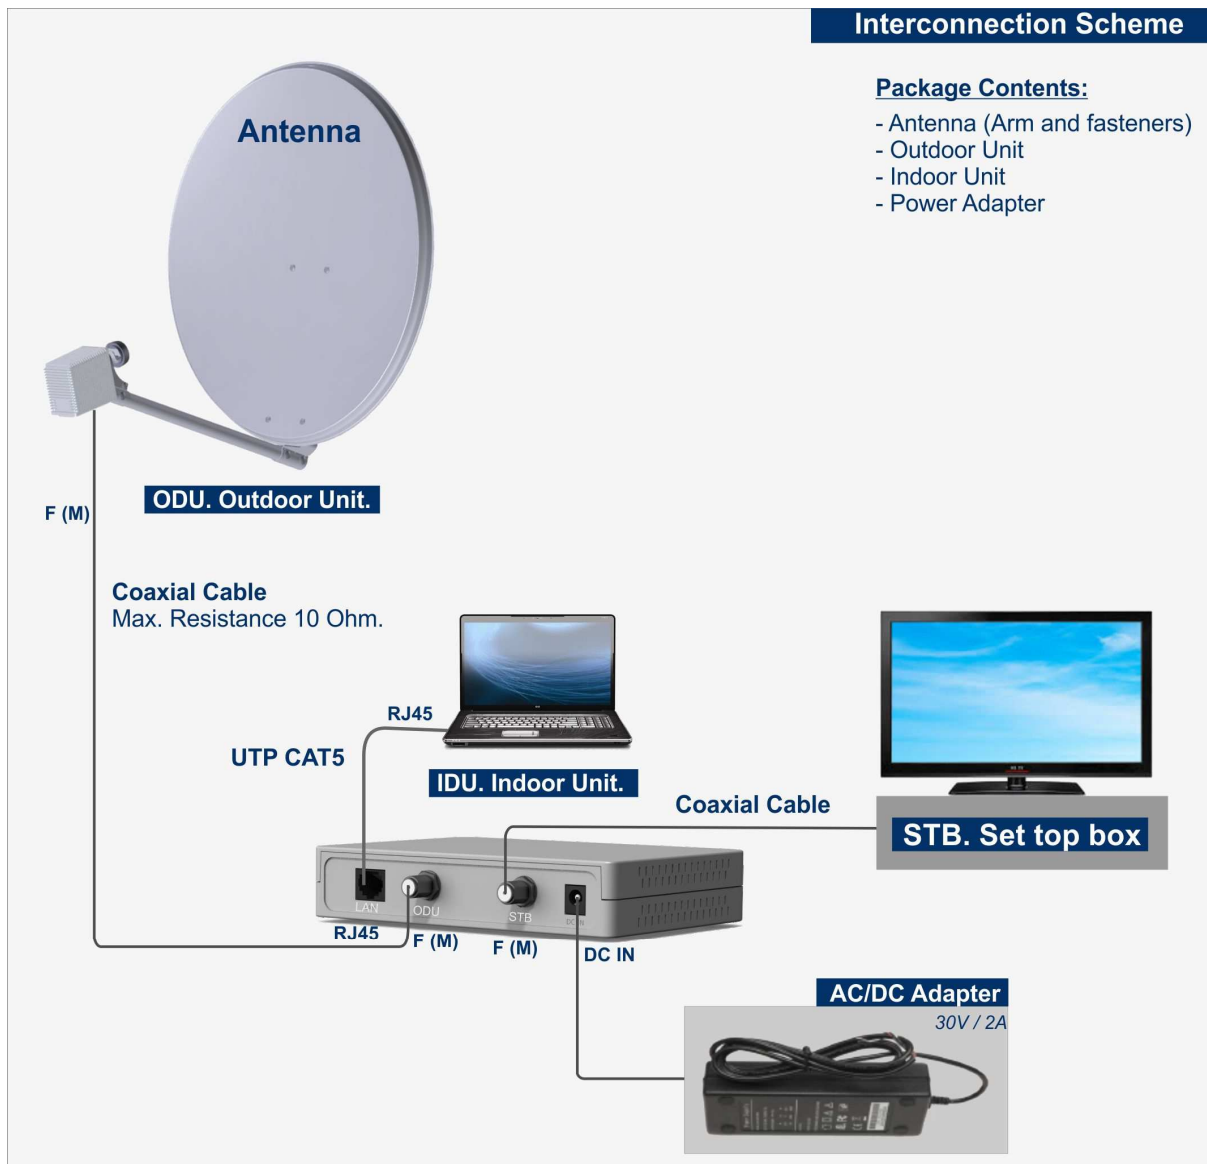 Interconnection Scheme
Package Contents:
- Antenna (Arm and fasteners)
- Outdoor Unit
- Indoor Unit
- Power Adapter
Antenna
ODU. Outdoor Unit.
F (M)
Coaxial Cable
Max. Resistance 10 Ohm.
RJ45
UTP CAT5
IDU. Indoor Unit.
Coaxial Cable
STB. Set top box
LAN
ODU
STB
DC IN
RJ45
F (M)
F (M)
DC IN
AC/DC Adapter
30V / 2A